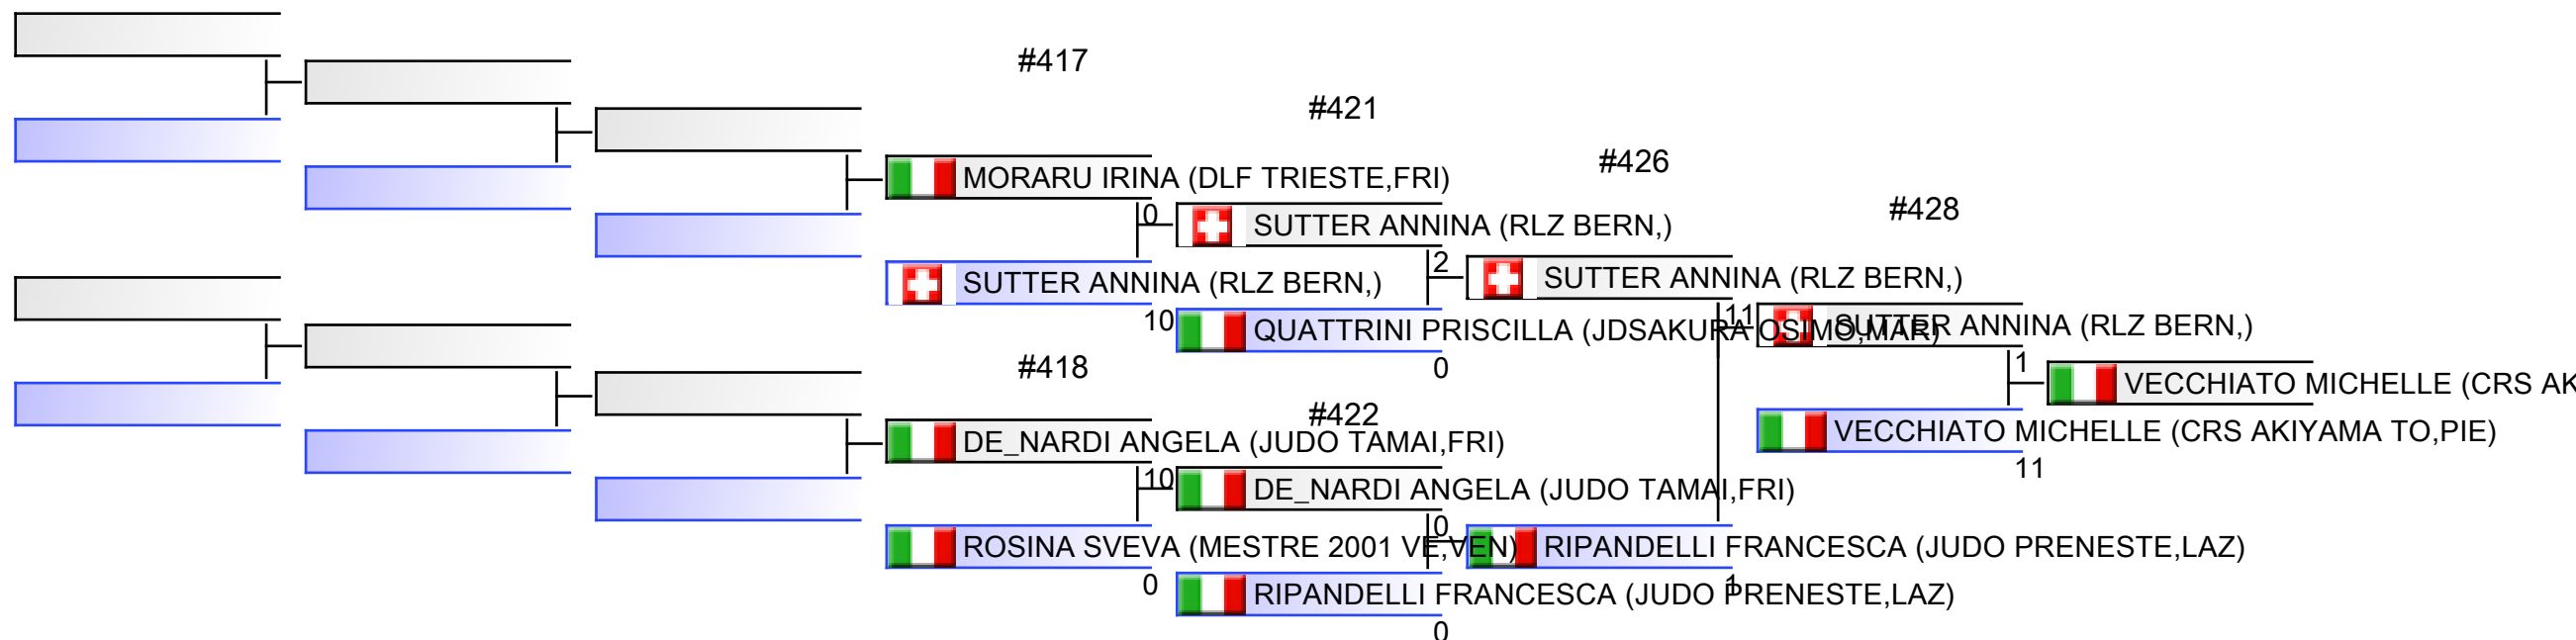 #417
#421
#426
MORARU IRINA (DLF TRIESTE,FRI)
#428
0
SUTTER ANNINA (RLZ BERN,)
2
SUTTER ANNINA (RLZ BERN,)
SUTTER ANNINA (RLZ BERN,)
10
QUATTRINI PRISCILLA (JDSAKURA OSIMO,MAR)
11
SUTTER ANNINA (RLZ BERN,)
0
1
#418
VECCHIATO MICHELLE (CRS AK
#422
VECCHIATO MICHELLE (CRS AKIYAMA TO,PIE)
DE_NARDI ANGELA (JUDO TAMAI,FRI)
11
10
DE_NARDI ANGELA (JUDO TAMAI,FRI)
0
ROSINA SVEVA (MESTRE 2001 VE,VEN)
RIPANDELLI FRANCESCA (JUDO PRENESTE,LAZ)
0
1
RIPANDELLI FRANCESCA (JUDO PRENESTE,LAZ)
0